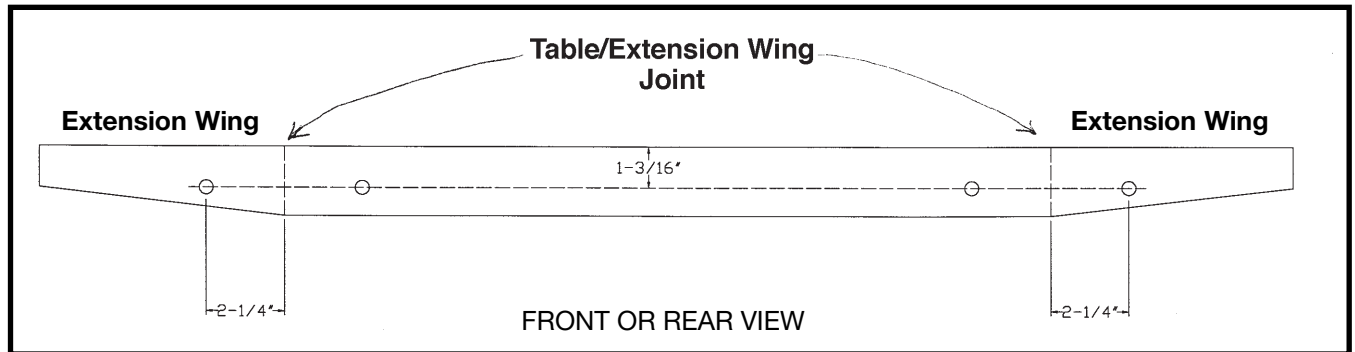 Table/Extension Wing
Joint
Extension Wing
Extension Wing
1-3/16"
2-1/4"
2-1/4"
FRONT OR REAR VIEW